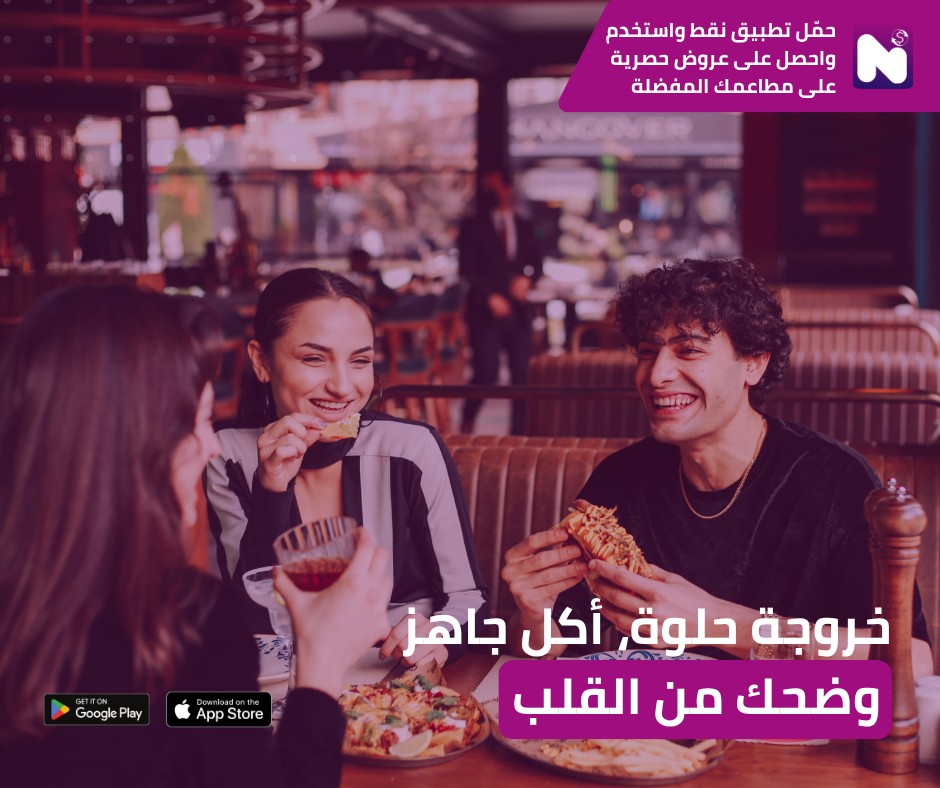 حمّل تطبيق نقط واستخدم
واحصل على عروض حصرية
على مطاعمك المفضلة
N
$
HANGOVER
خروجة حلوة, أكل جاهز
وضحك من القلب
GET IT ON
Google Play
Download on the
App Store